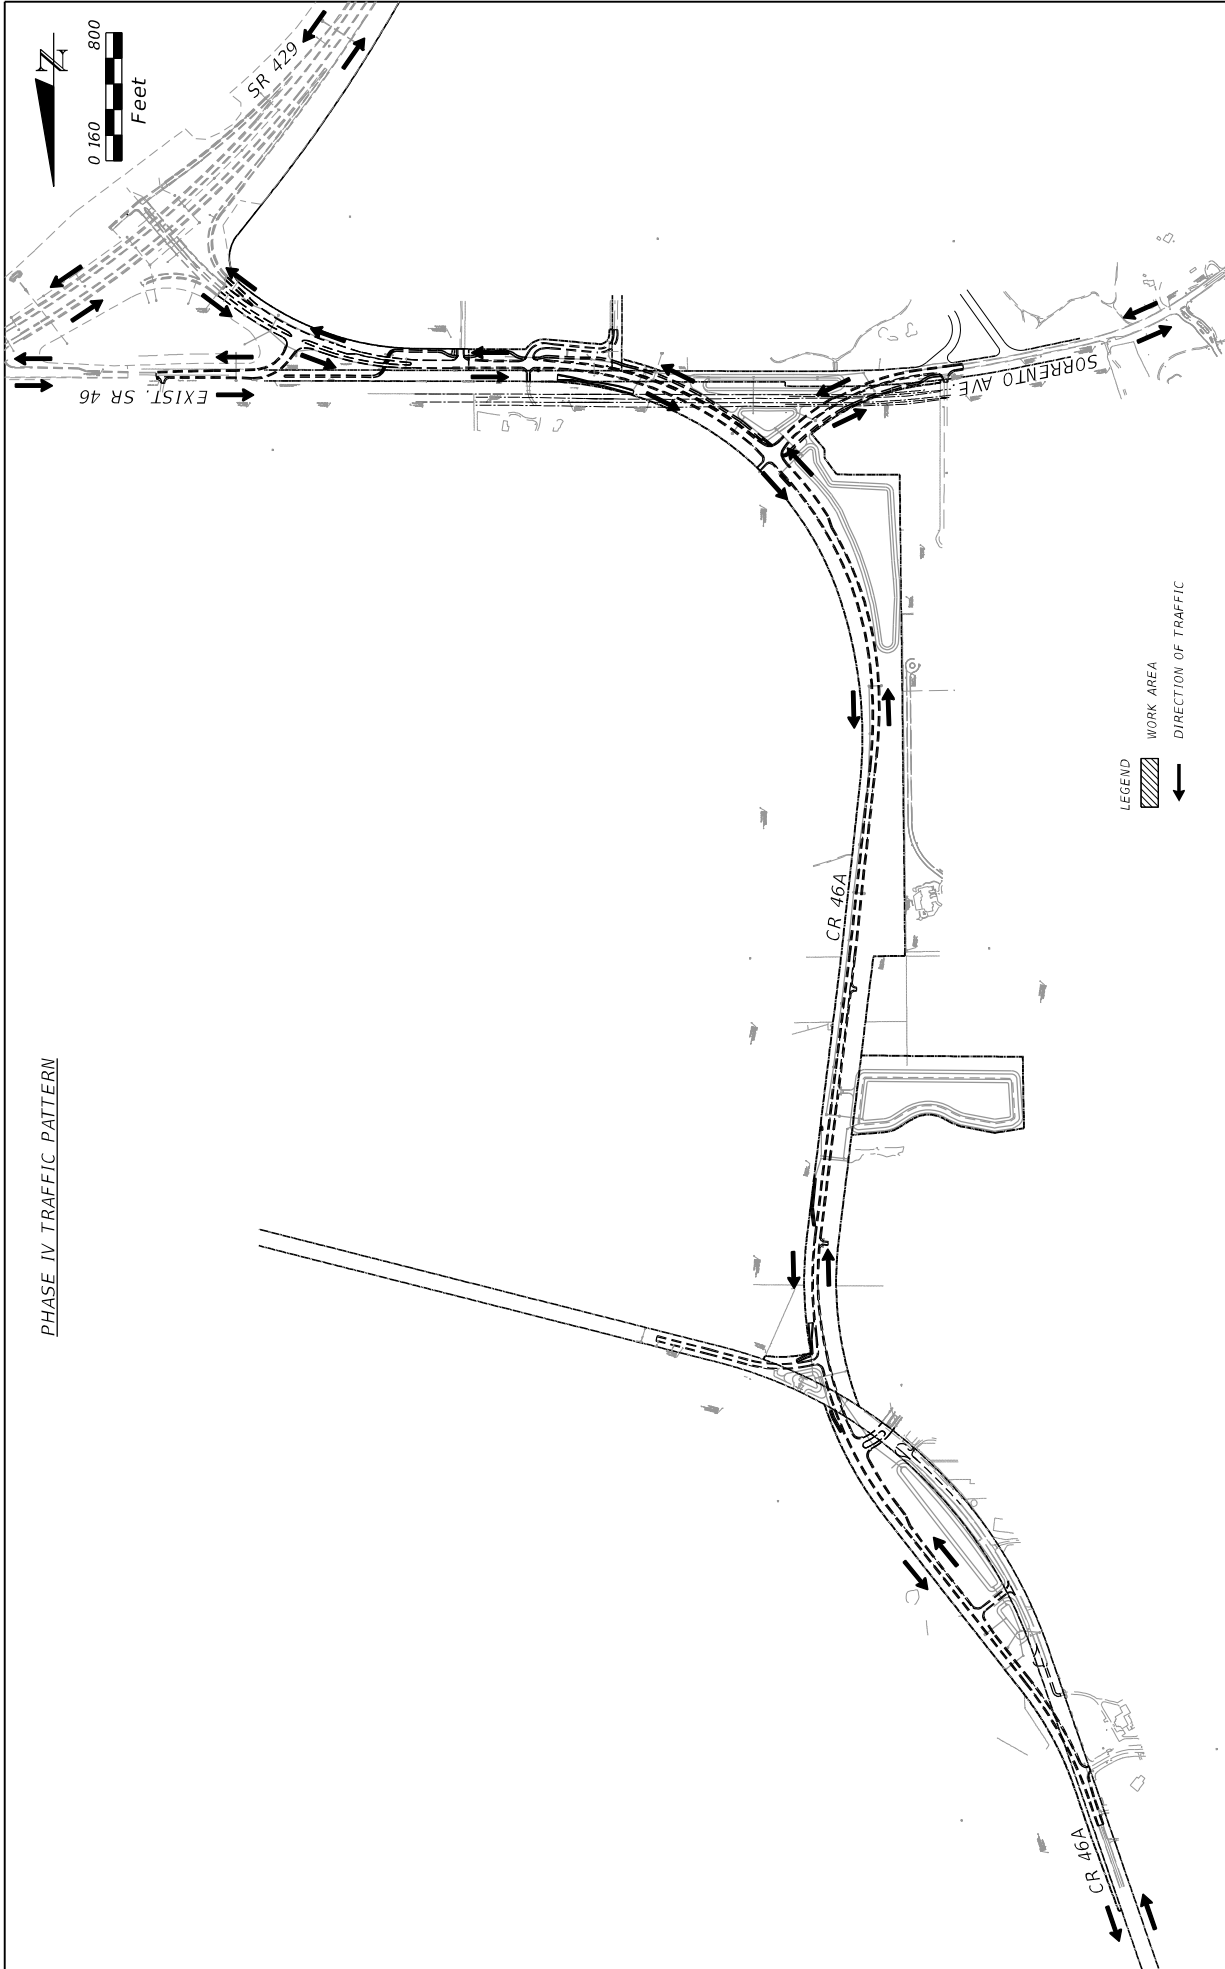 PHASE IV TRAFFIC PATTERN
N
0 160 800
Feet
SR 429
EXIST. SR 46
SORRENTO AVE.
CR 46A
CR 46A
LEGEND
WORK AREA
DIRECTION OF TRAFFIC